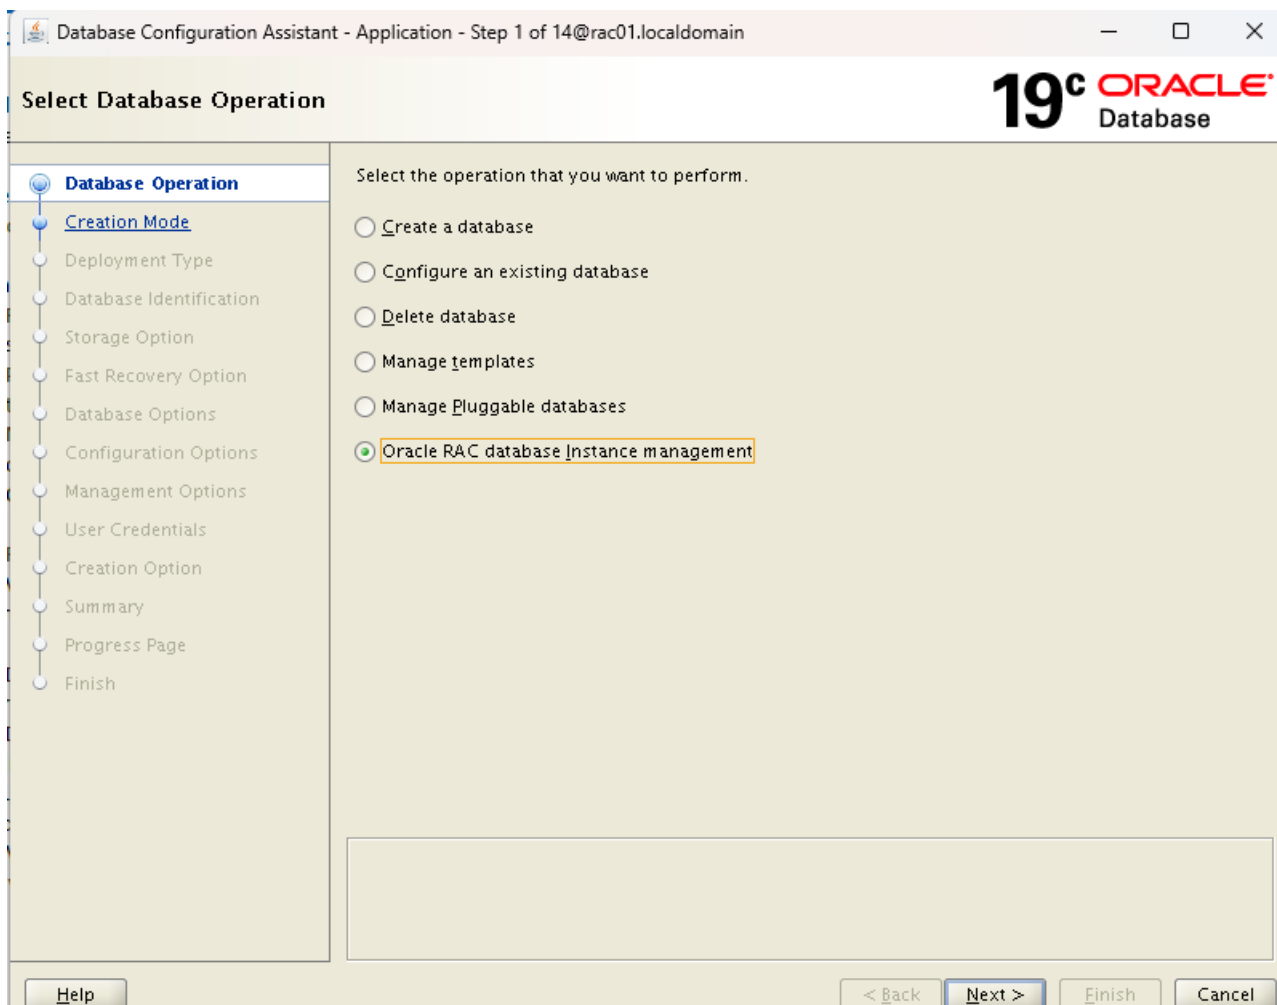 Database Configuration Assistant - Application - Step 1 of 14@rac01.localdomain
Select Database Operation
19c ORACLE
Database
Database Operation
Creation Mode
Deployment Type
Database Identification
Storage Option
Fast Recovery Option
Database Options
Configuration Options
Management Options
User Credentials
Creation Option
Summary
Progress Page
Finish
Select the operation that you want to perform.
Create a database
Configure an existing database
Delete database
Manage templates
Manage Pluggable databases
Oracle RAC database Instance management
Help
< Back
Next >
Finish
Cancel